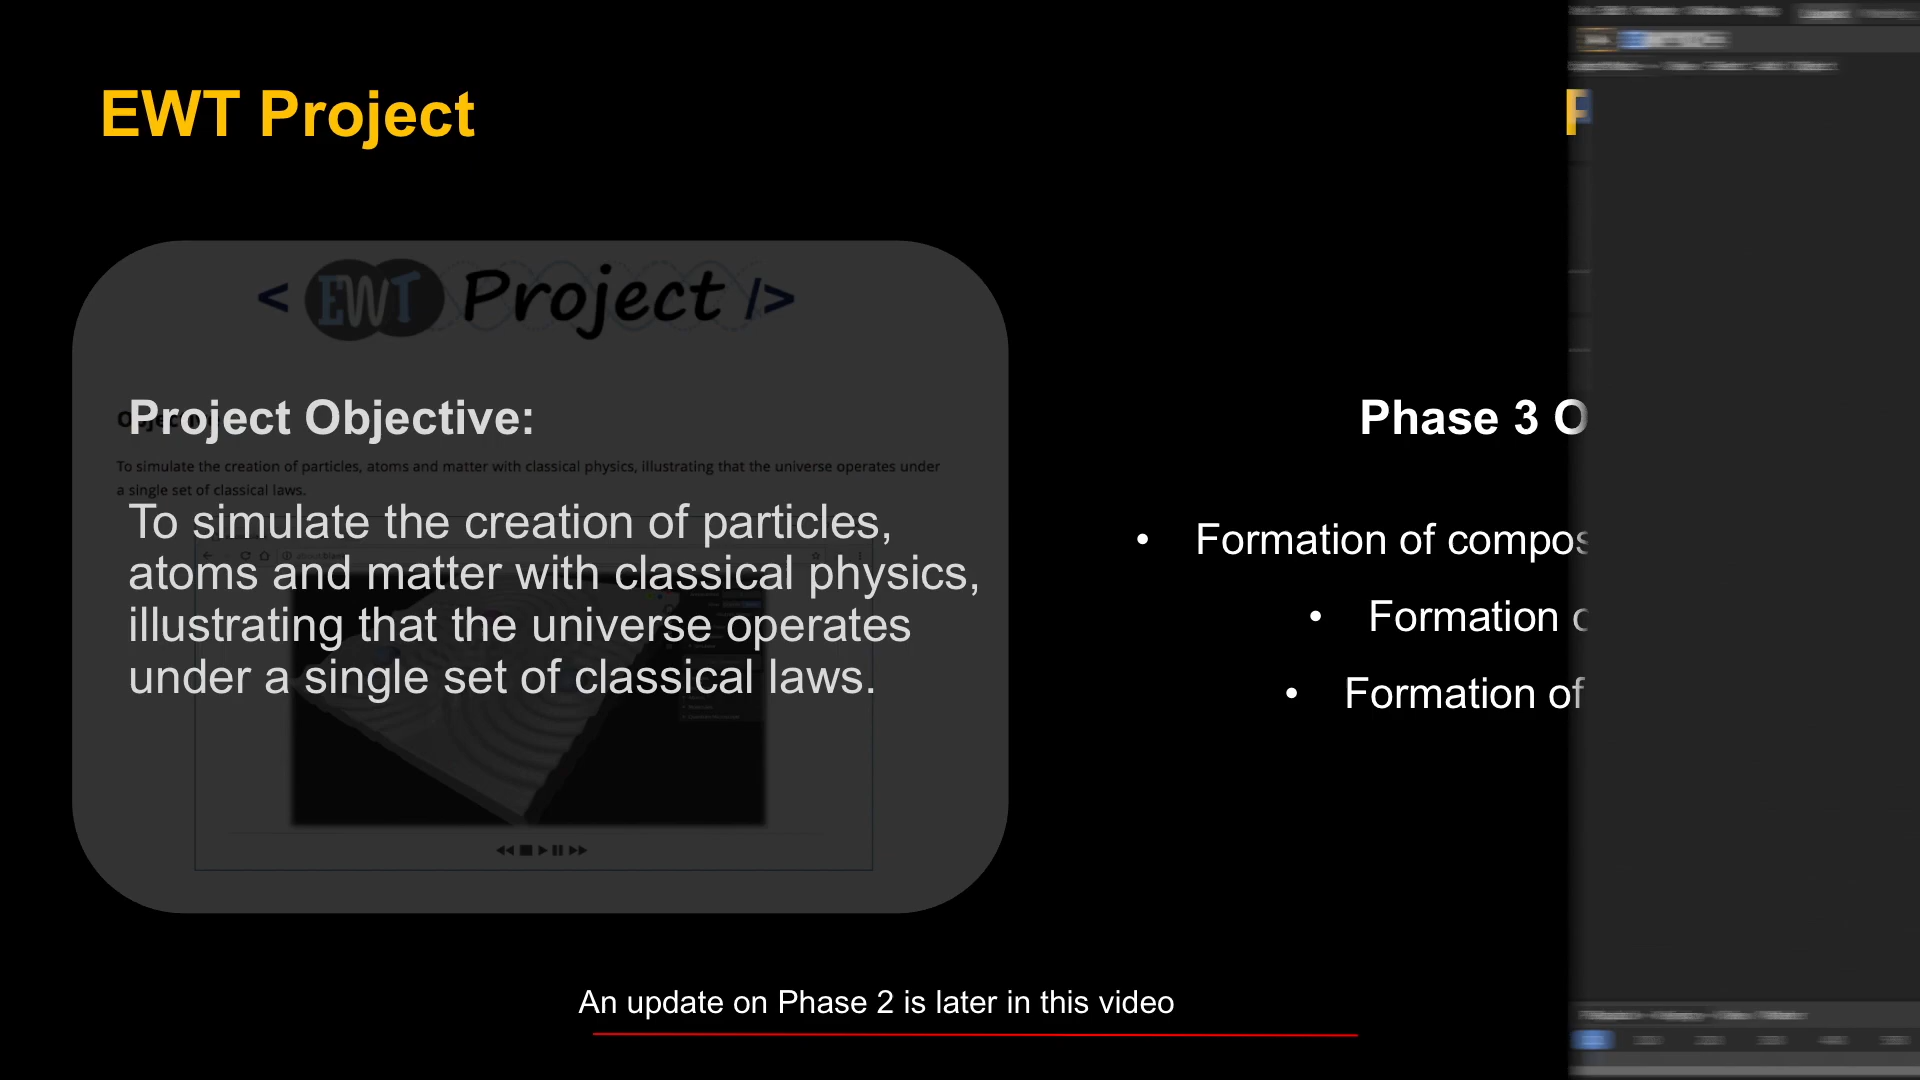 EWT Project
P
< EWT Project />
Project Objective:
To simulate the creation of particles, atoms and matter with classical physics, illustrating that the universe operates under
a single set of classical laws.
To simulate the creation of particles,
atoms and matter with classical physics,
illustrating that the universe operates
under a single set of classical laws.
Phase 3 O
• Formation of compos
• Formation o
• Formation of
An update on Phase 2 is later in this video